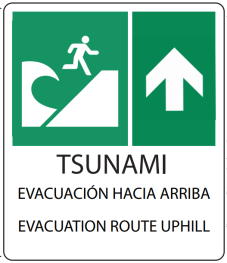 TSUNAMI
EVACUACIÓN HACIA ARRIBA
EVACUATION ROUTE UPHILL